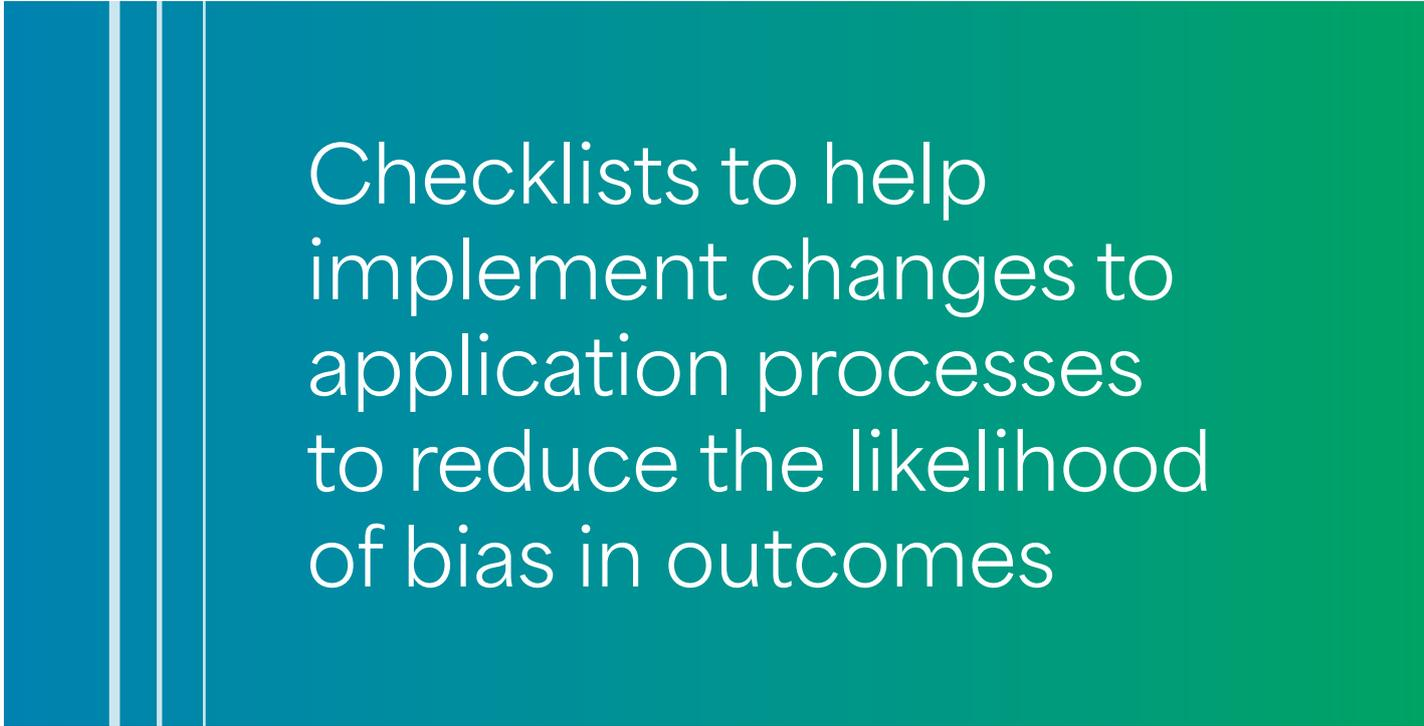 Checklists to help
implement changes to
application processes
to reduce the likelihood
of bias in outcomes